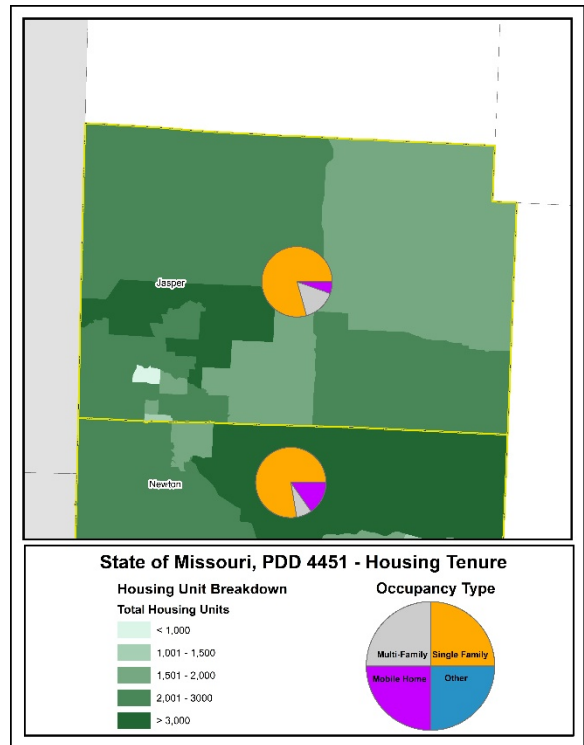 Jasper
Newton
State of Missouri, PDD 4451 - Housing Tenure
Housing Unit Breakdown
Total Housing Units
< 1,000
1,001 - 1,500
1,501 - 2,000
2,001 - 3000
> 3,000
Occupancy Type
Multi-Family
Single Family
Mobile Home
Other